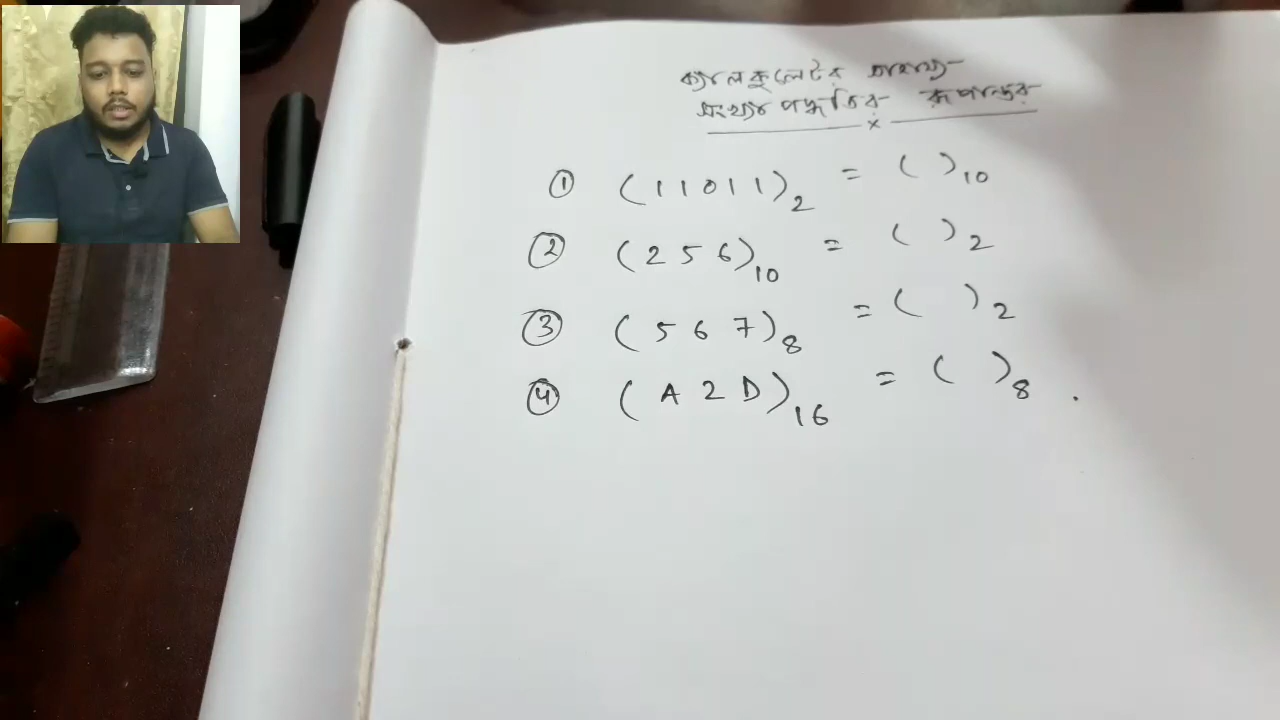 ক্যালকুলেটর সাহায্যে
সংখ্যা পদ্ধতির রূপান্তর
① (11011)₂ = ( )₁₀
② (256)₁₀ = ( )₂
③ (567)₈ = ( )₂
④ (A2D)₁₆ = ( )₈ .